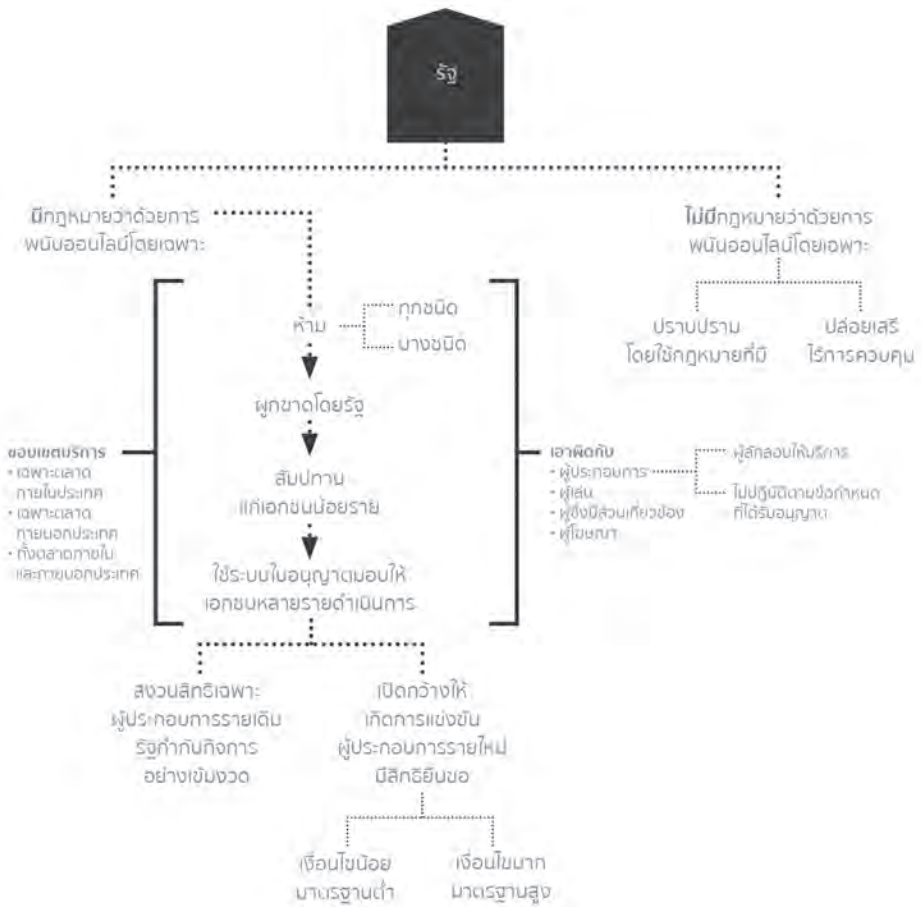 รัฐ
มีกฎหมายว่าด้วยการ
พนันออนไลน์โดยเฉพาะ
ไม่มีกฎหมายว่าด้วยการ
พนันออนไลน์โดยเฉพาะ
ห้าม
ทุกชนิด
บางชนิด
ปราบปราม
โดยใช้กฎหมายที่มี
ปล่อยเสรี
ไร้การควบคุม
ผูกขาดโดยรัฐ
สัมปทาน
แก่เอกชนน้อยราย
ใช้ระบบใบอนุญาตมอบให้
เอกชนหลายรายดำเนินการ
ขอบเขตบริการ
• เฉพาะตลาด
ภายในประเทศ
• เฉพาะตลาด
ภายนอกประเทศ
• ทั้งตลาดภายใน
และภายนอกประเทศ
เอาผิดกับ
• ผู้ประกอบการ
• ผู้เล่น
• ผู้ซึ่งมีส่วนเกี่ยวข้อง
• ผู้โฆษณา
ผู้ลักลอบให้บริการ
ไม่ปฏิบัติตามข้อกำหนด
ที่ได้รับอนุญาต
สงวนสิทธิเฉพาะ
ผู้ประกอบการรายเดิม
รัฐกำกับกิจการ
อย่างเข้มงวด
เปิดกว้างให้
เกิดการแข่งขัน
ผู้ประกอบการรายใหม่
มีสิทธิยื่นขอ
เงื่อนไขน้อย
มาตรฐานต่ำ
เงื่อนไขมาก
มาตรฐานสูง